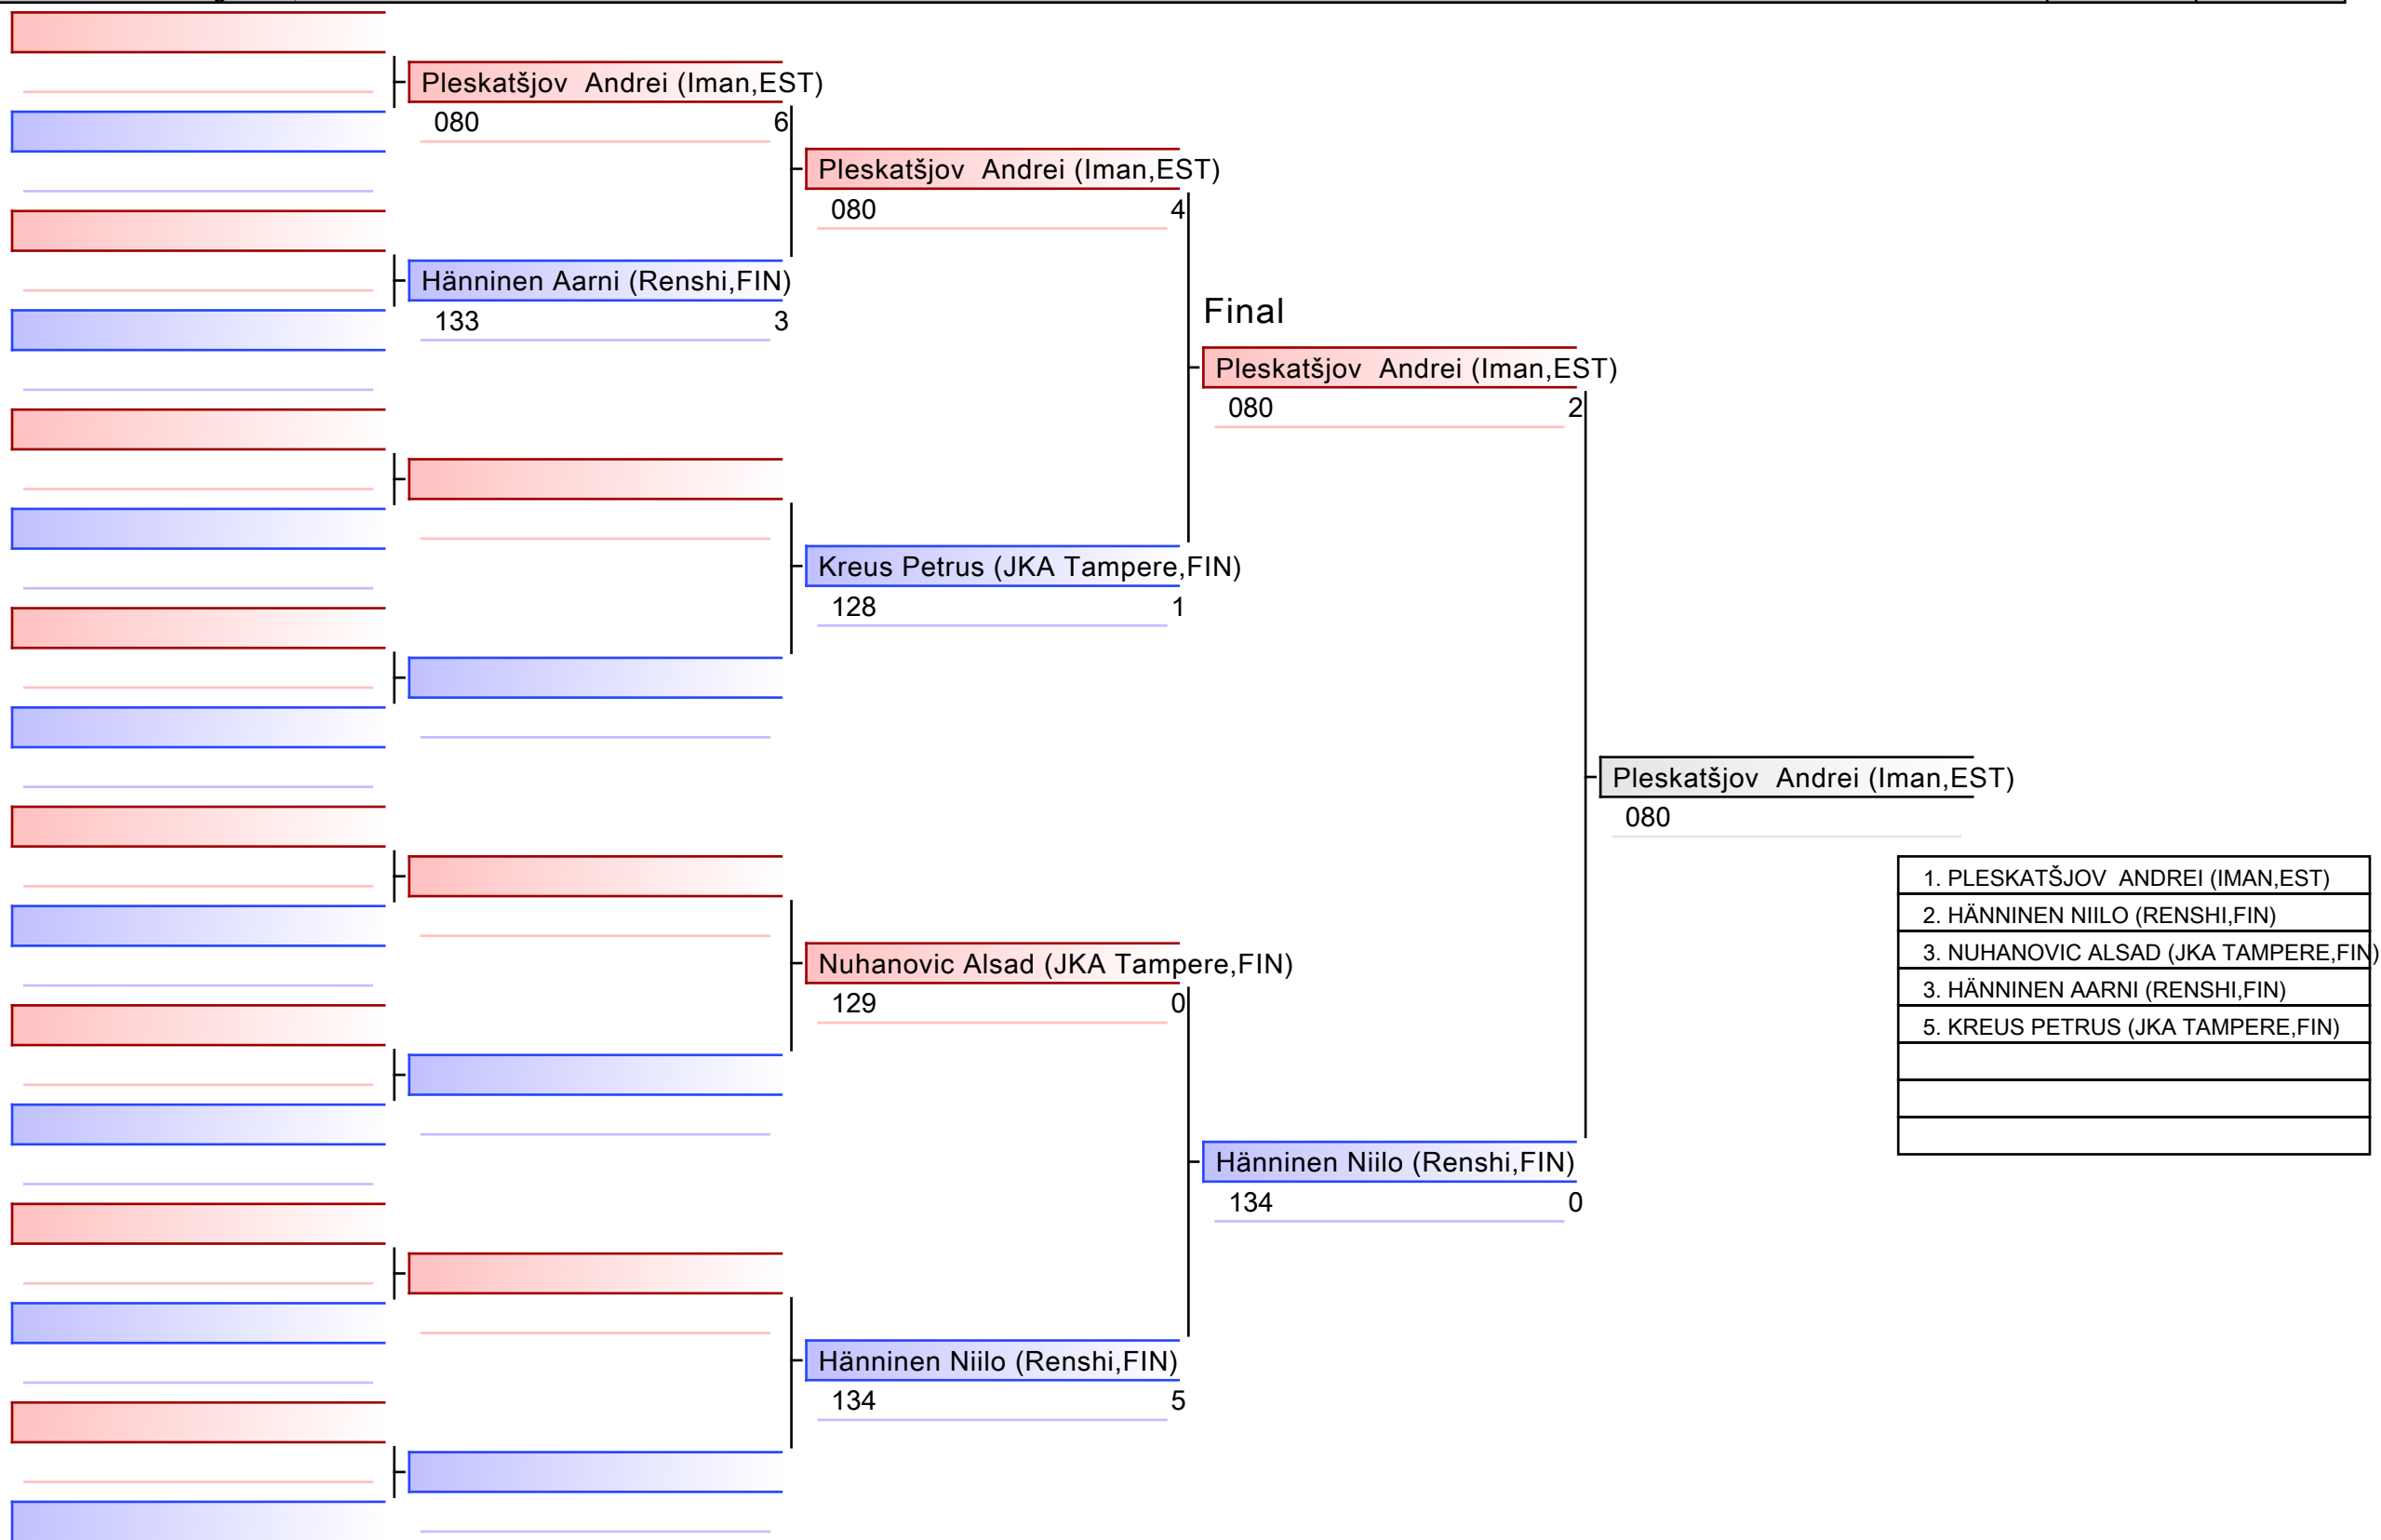 Pleskatšjov  Andrei (Iman,EST)
080 6
Pleskatšjov  Andrei (Iman,EST)
080 4
Hänninen Aarni (Renshi,FIN)
133 3
Final
Pleskatšjov  Andrei (Iman,EST)
080 2
Kreus Petrus (JKA Tampere,FIN)
128 1
Pleskatšjov  Andrei (Iman,EST)
080
1. PLESKATŠJOV  ANDREI (IMAN,EST)
2. HÄNNINEN NIILO (RENSHI,FIN)
3. NUHANOVIC ALSAD (JKA TAMPERE,FIN)
3. HÄNNINEN AARNI (RENSHI,FIN)
5. KREUS PETRUS (JKA TAMPERE,FIN)
Nuhanovic Alsad (JKA Tampere,FIN)
129 0
Hänninen Niilo (Renshi,FIN)
134 0
Hänninen Niilo (Renshi,FIN)
134 5